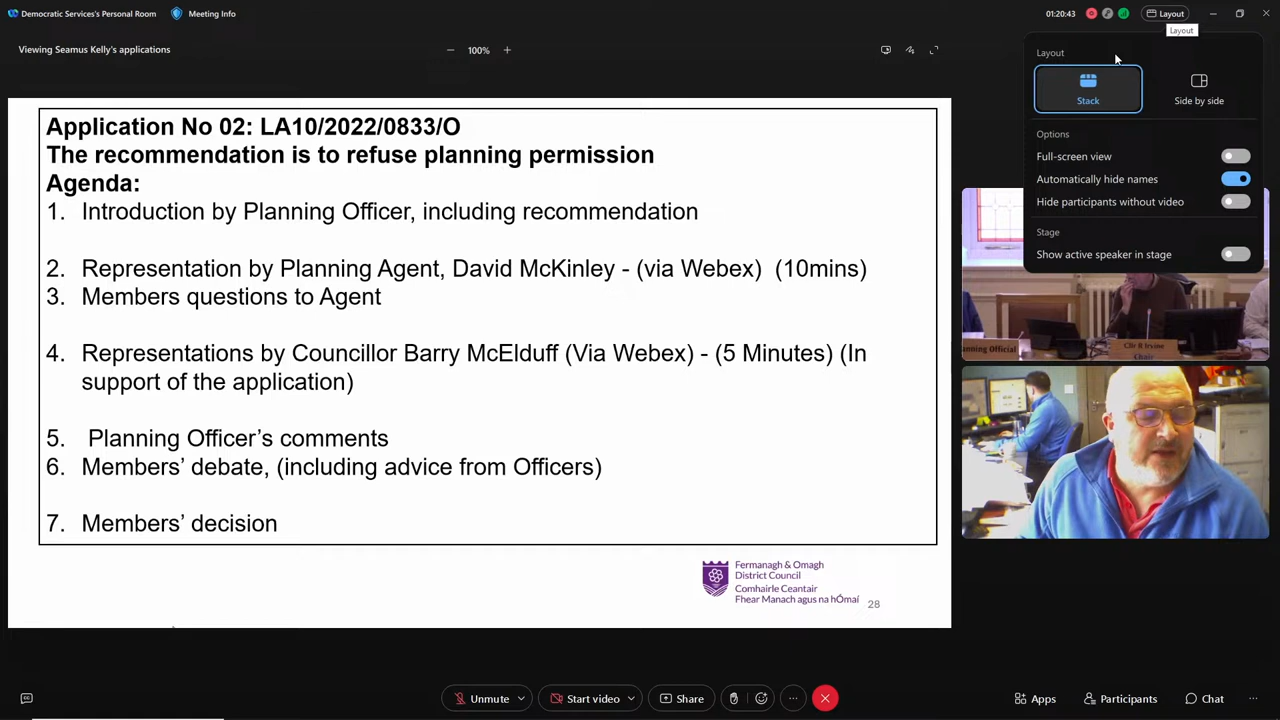 Democratic Services's Personal Room
Meeting Info
01:20:43
Layout
Layout
Viewing Seamus Kelly's applications
100%
Layout
Stack
Side by side
Options
Full-screen view
Automatically hide names
Hide participants without video
Stage
Show active speaker in stage
Application No 02: LA10/2022/0833/O
The recommendation is to refuse planning permission
Agenda:
1. Introduction by Planning Officer, including recommendation
2. Representation by Planning Agent, David McKinley - (via Webex) (10mins)
3. Members questions to Agent
4. Representations by Councillor Barry McElduff (Via Webex) - (5 Minutes) (In
support of the application)
5. Planning Officer’s comments
6. Members’ debate, (including advice from Officers)
7. Members’ decision
Fermanagh & Omagh
District Council
Comhairle Ceantair
Fhear Manach agus na hÓmaí
28
anning Official
Cllr R Irvine
Chair
Unmute
Start video
Share
Apps
Participants
Chat